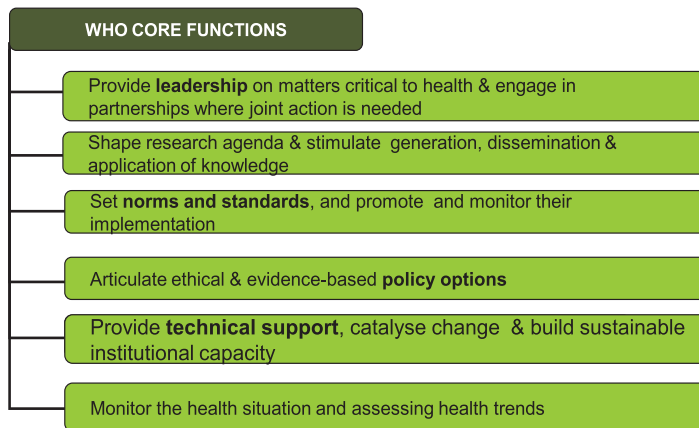 WHO CORE FUNCTIONS
Provide leadership on matters critical to health & engage in
partnerships where joint action is needed
Shape research agenda & stimulate generation, dissemination &
application of knowledge
Set norms and standards, and promote and monitor their
implementation
Articulate ethical & evidence-based policy options
Provide technical support, catalyse change & build sustainable
institutional capacity
Monitor the health situation and assessing health trends